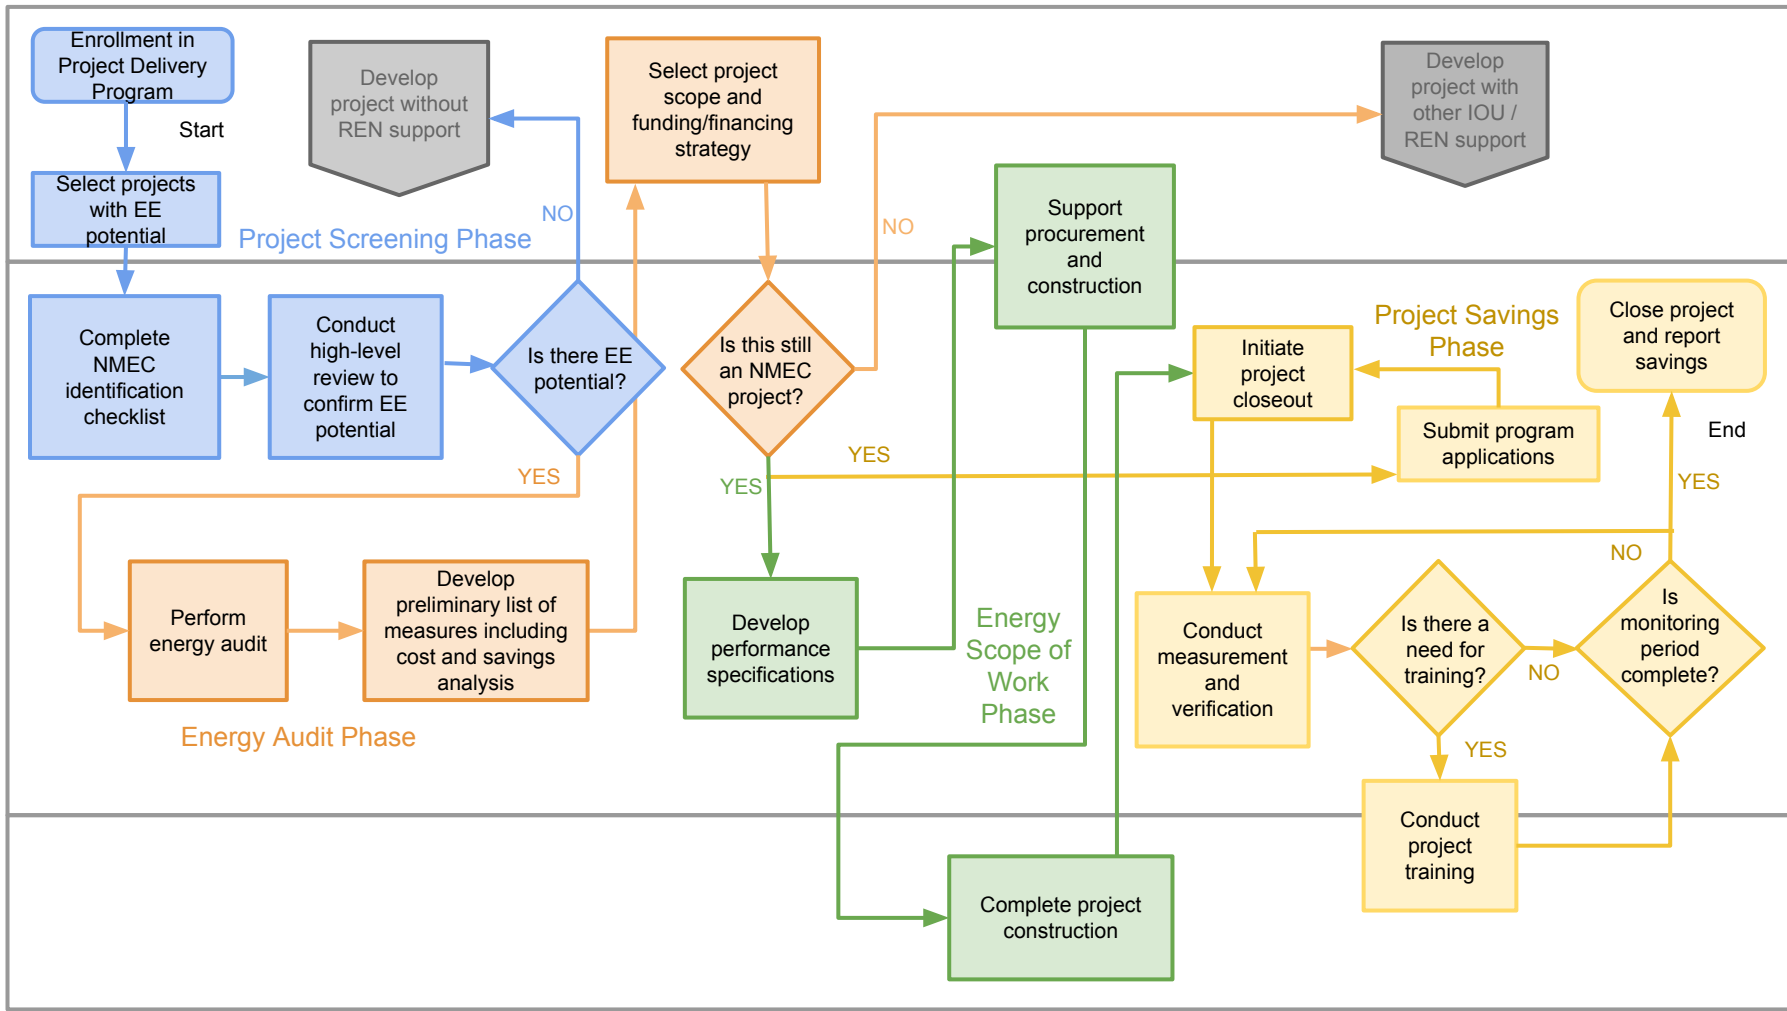 Enrollment in
Project Delivery
Program
Start
Select projects
with EE
potential
Project Screening Phase
Develop
project without
REN support
NO
Select project
scope and
funding/financing
strategy
NO
Develop
project with
other IOU /
REN support
Support
procurement
and
construction
Complete
NMEC
identification
checklist
Conduct
high-level
review to
confirm EE
potential
Is there EE
potential?
YES
Is this still
an NMEC
project?
YES
YES
Initiate
project
closeout
Project Savings
Phase
Close project
and report
savings
End
Submit program
applications
YES
NO
Perform
energy audit
Develop
preliminary list of
measures including
cost and savings
analysis
Energy Audit Phase
Develop
performance
specifications
Energy
Scope of
Work
Phase
Conduct
measurement
and
verification
Is there a
need for
training?
NO
Is
monitoring
period
complete?
YES
Conduct
project
training
Complete project
construction